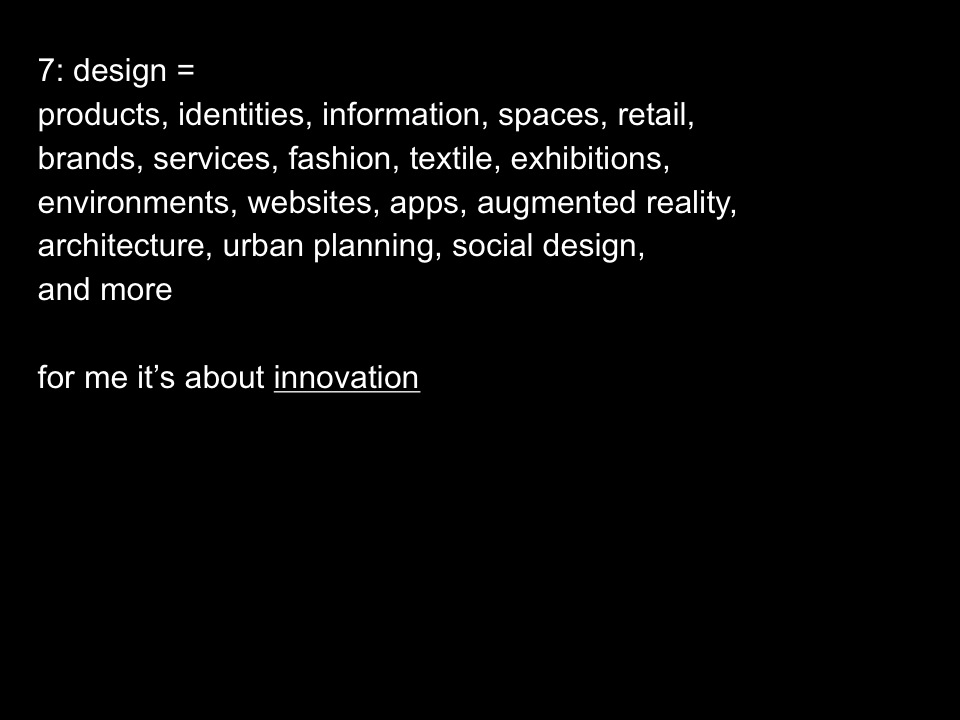 7: design =
products, identities, information, spaces, retail,
brands, services, fashion, textile, exhibitions,
environments, websites, apps, augmented reality,
architecture, urban planning, social design,
and more
for me it’s about innovation